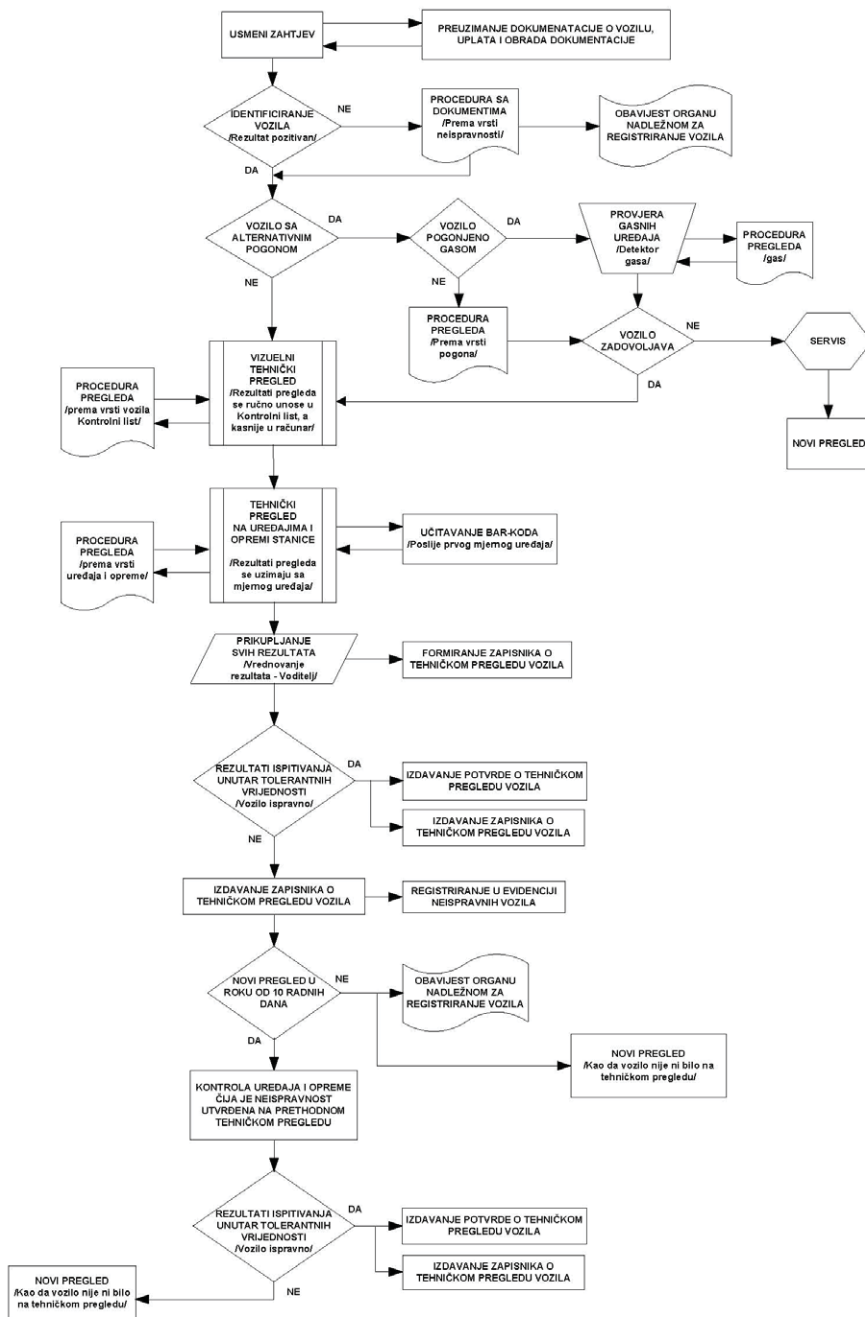 USMENI ZAHTJEV
PREUZIMANJE DOKUMENATACIJE O VOZILU,
UPLATA I OBRADA DOKUMENTACIJE
IDENTIFICIRANJE
VOZILA
/Rezultat pozitivan/
NE
DA
PROCEDURA SA
DOKUMENTIMA
/Prema vrsti
neispravnosti/
OBAVIJEST ORGANU
NADLEŽNOM ZA
REGISTRIRANJE VOZILA
VOZILO SA
ALTERNATIVNIM
POGONOM
DA
NE
VOZILO
POGONJENO
GASOM
DA
NE
PROVJERA
GASNIH
UREĐAJA
/Detektor
gasa/
PROCEDURA
PREGLEDA
/gas/
PROCEDURA
PREGLEDA
/Prema vrsti
pogona/
VOZILO
ZADOVOLJAVA
NE
DA
SERVIS
NOVI PREGLED
PROCEDURA
PREGLEDA
/prema vrsti vozila
Kontrolni list/
VIZUELNI
TEHNIČKI
PREGLED
/Rezultati pregleda
se ručno unose u
Kontrolni list, a
kasnije u računar/
PROCEDURA
PREGLEDA
/prema vrsti
uređaja i opreme/
TEHNIČKI
PREGLED
NA UREĐAJIMA I
OPREMI STANICE
/Rezultati pregleda
se uzimaju sa
mjernog uređaja/
UČITAVANJE BAR-KODA
/Poslije prvog mjernog uređaja/
PRIKUPLJANJE
SVIH REZULTATA
/Vrednovanje
rezultata - Voditelj/
FORMIRANJE ZAPISNIKA O
TEHNIČKOM PREGLEDU VOZILA
REZULTATI ISPITIVANJA
UNUTAR TOLERANTNIH
VRIJEDNOSTI
/Vozilo ispravno/
DA
NE
IZDAVANJE POTVRDE O TEHNIČKOM
PREGLEDU VOZILA
IZDAVANJE ZAPISNIKA O
TEHNIČKOM PREGLEDU VOZILA
IZDAVANJE ZAPISNIKA O
TEHNIČKOM PREGLEDU VOZILA
REGISTRIRANJE U EVIDENCIJI
NEISPRAVNIH VOZILA
NOVI PREGLED U
ROKU OD 10 RADNIH
DANA
NE
DA
OBAVIJEST ORGANU
NADLEŽNOM ZA
REGISTRIRANJE VOZILA
NOVI PREGLED
/Kao da vozilo nije ni bilo na
tehničkom pregledu/
KONTROLA UREĐAJA I OPREME
ČIJA JE NEISPRAVNOST
UTVRĐENA NA PRETHODNOM
TEHNIČKOM PREGLEDU
REZULTATI ISPITIVANJA
UNUTAR TOLERANTNIH
VRIJEDNOSTI
/Vozilo ispravno/
DA
NE
IZDAVANJE POTVRDE O TEHNIČKOM
PREGLEDU VOZILA
IZDAVANJE ZAPISNIKA O
TEHNIČKOM PREGLEDU VOZILA
NOVI PREGLED
/Kao da vozilo nije ni bilo
na tehničkom pregledu/